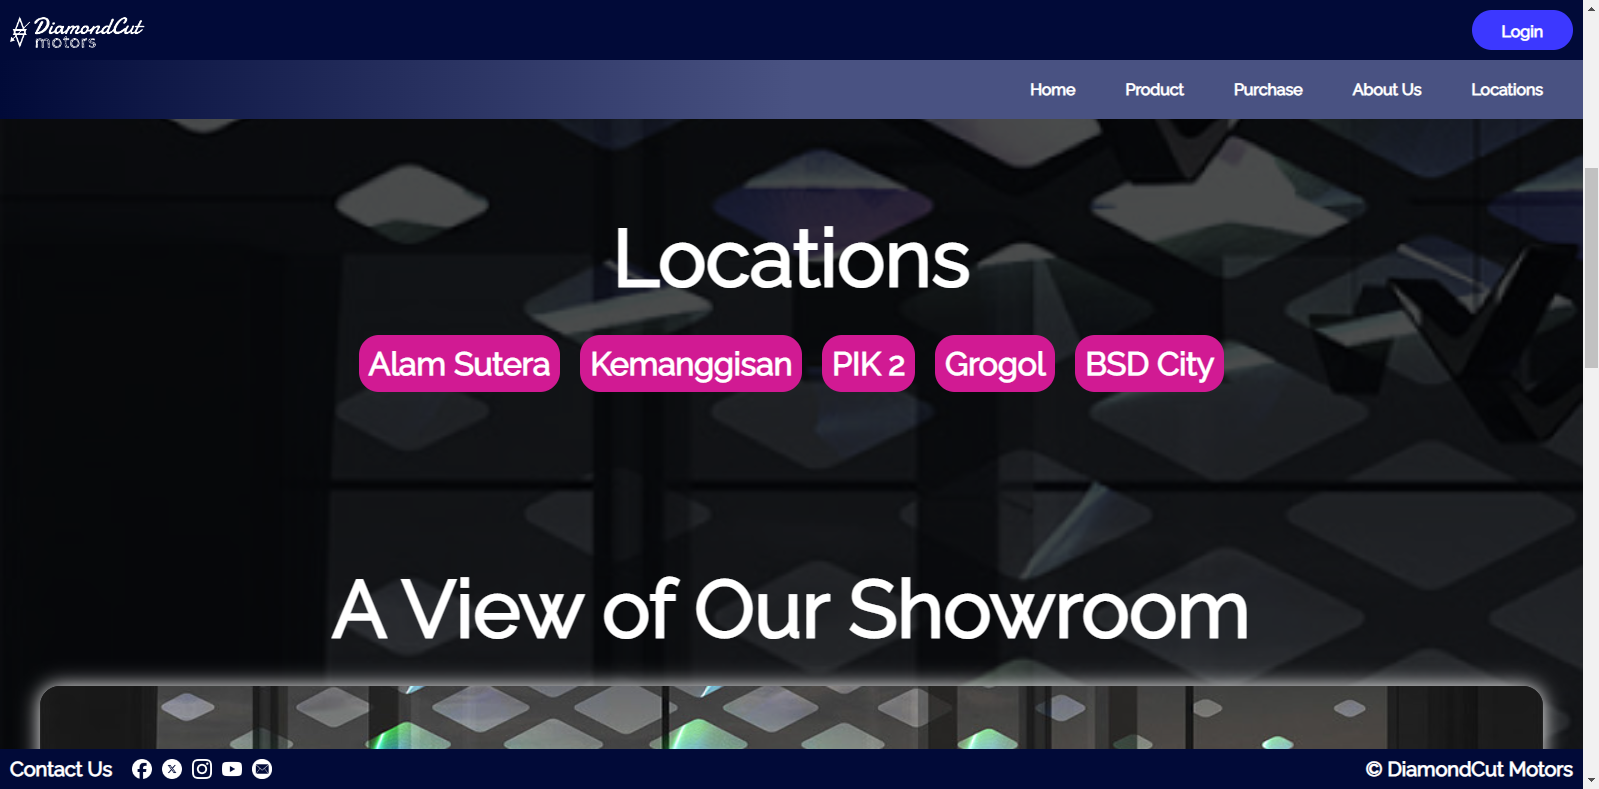 DiamondCut
motors
Login
Home Product Purchase About Us Locations
Locations
Alam Sutera Kemanggisan PIK 2 Grogol BSD City
A View of Our Showroom
Contact Us © DiamondCut Motors